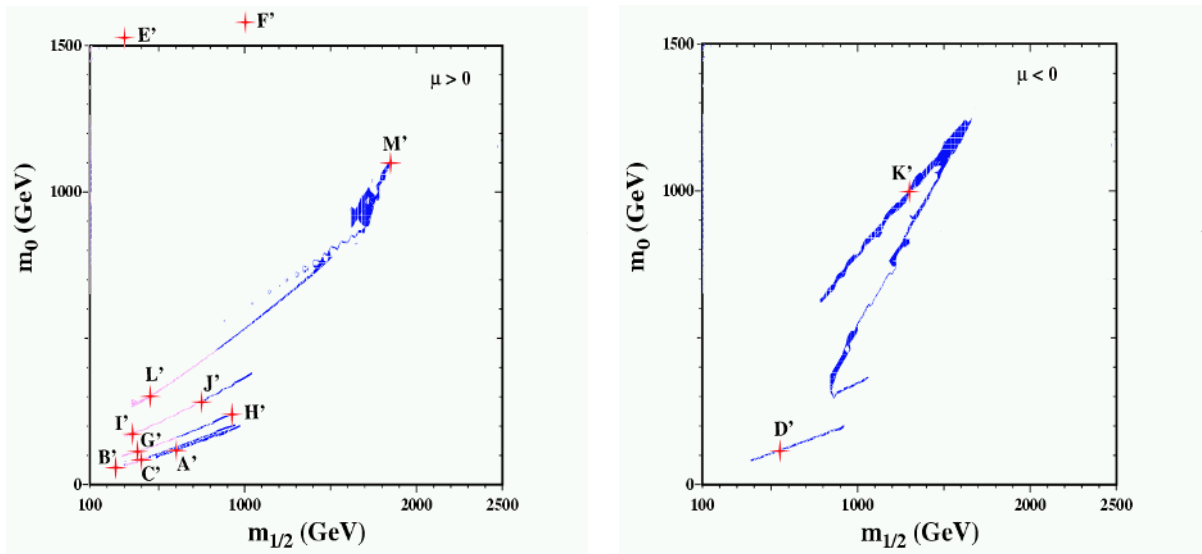 E'
F'
1500
μ > 0
M'
1000
m0 (GeV)
L'
J'
I'
H'
G'
B'
C'
A'
0
100
1000
2000
2500
m1/2 (GeV)
1500
μ < 0
K'
1000
m0 (GeV)
D'
0
100
1000
2000
2500
m1/2 (GeV)